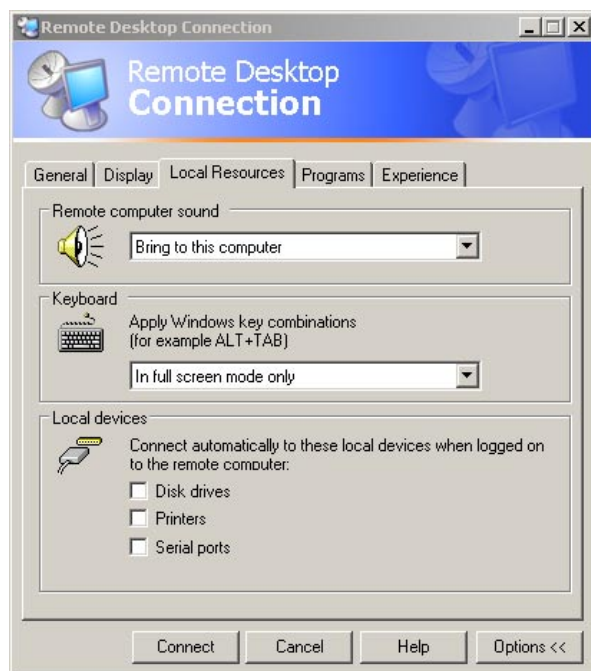 Remote Desktop Connection
Remote Desktop
Connection
General Display Local Resources Programs Experience
Remote computer sound
Bring to this computer
Keyboard
Apply Windows key combinations
(for example ALT+TAB)
In full screen mode only
Local devices
Connect automatically to these local devices when logged on
to the remote computer:
Disk drives
Printers
Serial ports
Connect Cancel Help Options <<